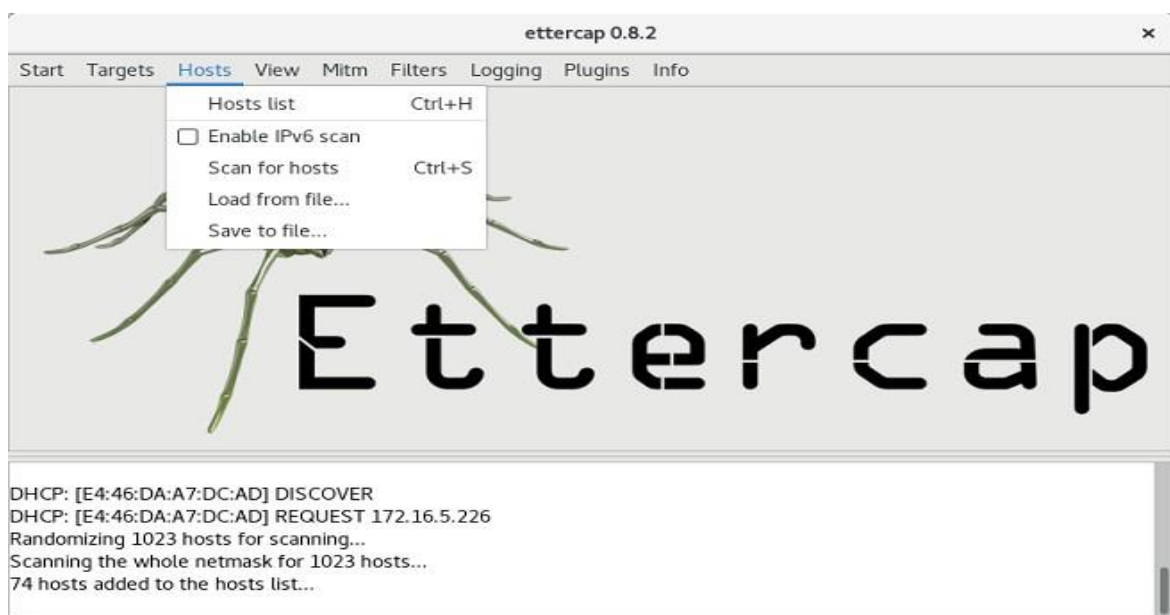 ettercap 0.8.2 ×
Start Targets Hosts View Mitm Filters Logging Plugins Info
Hosts list Ctrl+H
Enable IPv6 scan
Scan for hosts Ctrl+S
Load from file...
Save to file...
Ettercap
DHCP: [E4:46:DA:A7:DC:AD] DISCOVER
DHCP: [E4:46:DA:A7:DC:AD] REQUEST 172.16.5.226
Randomizing 1023 hosts for scanning...
Scanning the whole netmask for 1023 hosts...
74 hosts added to the hosts list...